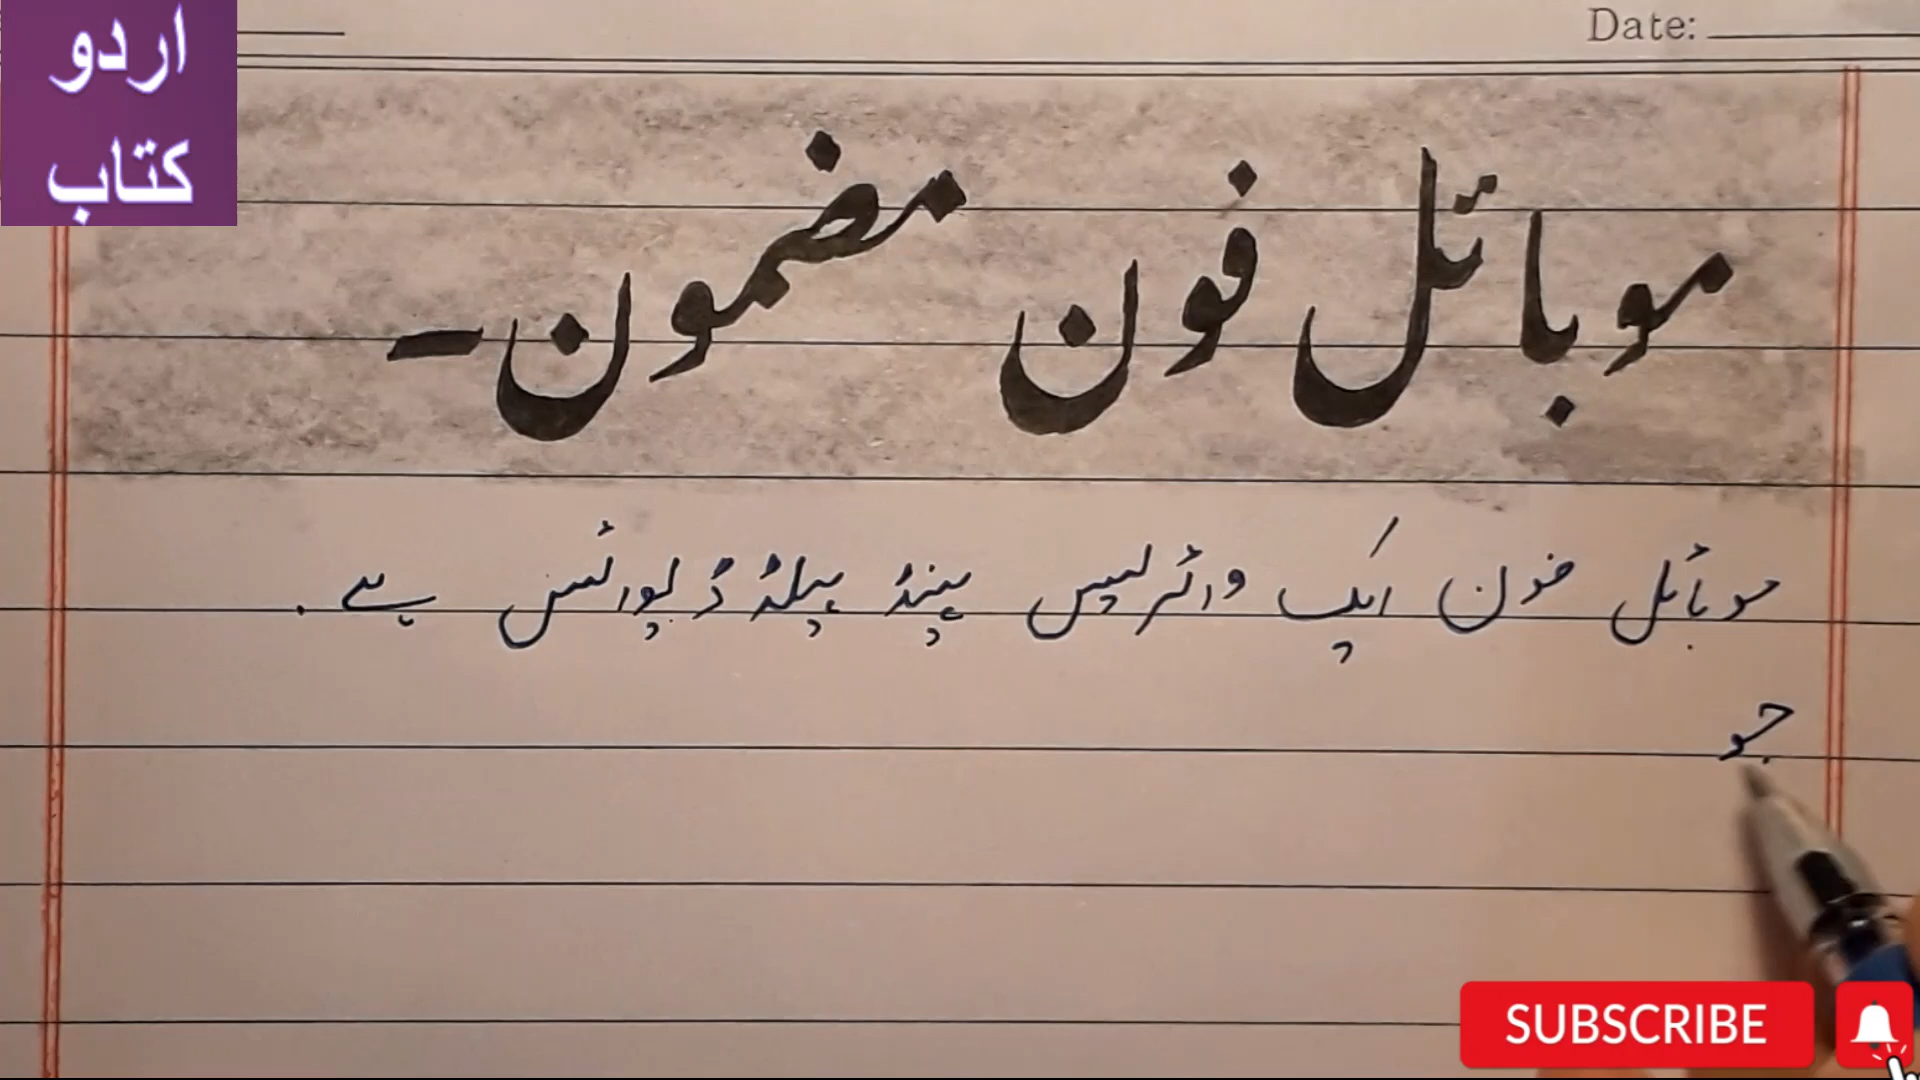 اردو
کتاب
Date:
موبائل فون مضمون۔
موبائل فون ایک وائرلیس ہینڈ ہیلڈ ڈیوائس ہے.
جو
SUBSCRIBE